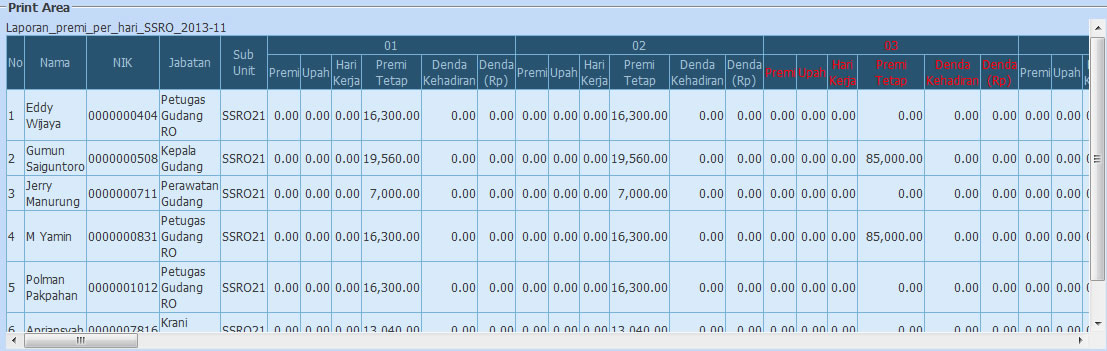 Print Area
Laporan_premi_per_hari_SSRO_2013-11
No Nama NIK Jabatan Sub Unit 01 02 03
Premi Upah Hari Kerja Premi Tetap Denda Kehadiran Denda (Rp) Premi Upah Hari Kerja Premi Tetap Denda Kehadiran Denda (Rp) Premi Upah Hari Kerja Premi Tetap Denda Kehadiran Denda (Rp) Premi Upah
1 Eddy Wijaya 0000000404 Petugas Gudang RO SSRO21 0.00 0.00 0.00 16,300.00 0.00 0.00 0.00 0.00 0.00 16,300.00 0.00 0.00 0.00 0.00 0.00 0.00 0.00 0.00 0.00 0.00
2 Gumun Saiguntoro 0000000508 Kepala Gudang SSRO21 0.00 0.00 0.00 19,560.00 0.00 0.00 0.00 0.00 0.00 19,560.00 0.00 0.00 0.00 0.00 0.00 85,000.00 0.00 0.00 0.00 0.00
3 Jerry Manurung 0000000711 Perawatan Gudang SSRO21 0.00 0.00 0.00 7,000.00 0.00 0.00 0.00 0.00 0.00 7,000.00 0.00 0.00 0.00 0.00 0.00 0.00 0.00 0.00 0.00 0.00
4 M Yamin 0000000831 Petugas Gudang RO SSRO21 0.00 0.00 0.00 16,300.00 0.00 0.00 0.00 0.00 0.00 16,300.00 0.00 0.00 0.00 0.00 0.00 85,000.00 0.00 0.00 0.00 0.00
5 Polman Pakpahan 0000001012 Petugas Gudang RO SSRO21 0.00 0.00 0.00 16,300.00 0.00 0.00 0.00 0.00 0.00 16,300.00 0.00 0.00 0.00 0.00 0.00 0.00 0.00 0.00 0.00 0.00
6 Apriansyah 0000007816 Krani SSRO21 0.00 0.00 0.00 13,040.00 0.00 0.00 0.00 0.00 0.00 13,040.00 0.00 0.00 0.00 0.00 0.00 0.00 0.00 0.00 0.00 0.00